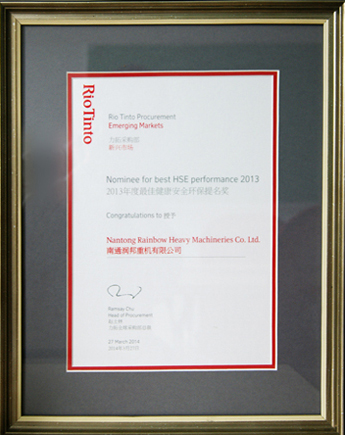 RioTinto
Rio Tinto Procurement
Emerging Markets
力拓采购部
新兴市场
Nominee for best HSE performance 2013
2013年度最佳健康安全环保提名奖
Congratulations to 授予
Nantong Rainbow Heavy Machineries Co. Ltd.
南通润邦重机有限公司
Ramsay Chu
Head of Procurement
27 March 2014